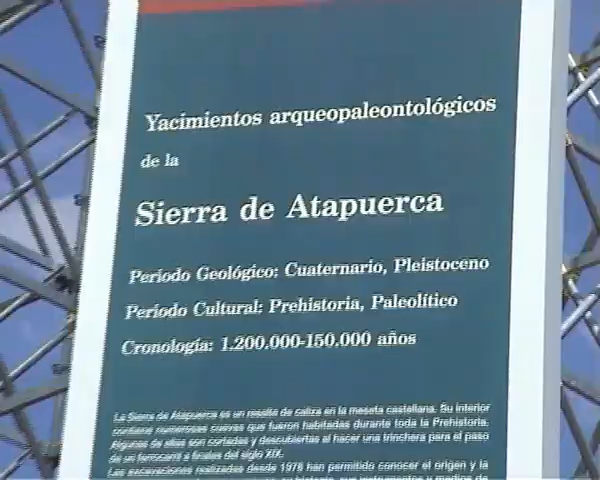 Yacimientos arqueopaleontológicos
de la
Sierra de Atapuerca
Periodo Geológico: Cuaternario, Pleistoceno
Período Cultural: Prehistoria, Paleolítico
Cronología: 1.200.000-150.000 años
La Sierra de Atapuerca es un resalte de caliza en la meseta castellana. Su interior
contiene numerosas cuevas que fueron habitadas durante toda la Prehistoria.
Algunas de ellas son cortadas y descubiertas al hacer una trinchera para el paso
de un ferrocarril a finales del siglo XIX.
Las excavaciones realizadas desde 1978 han permitido conocer el origen y la